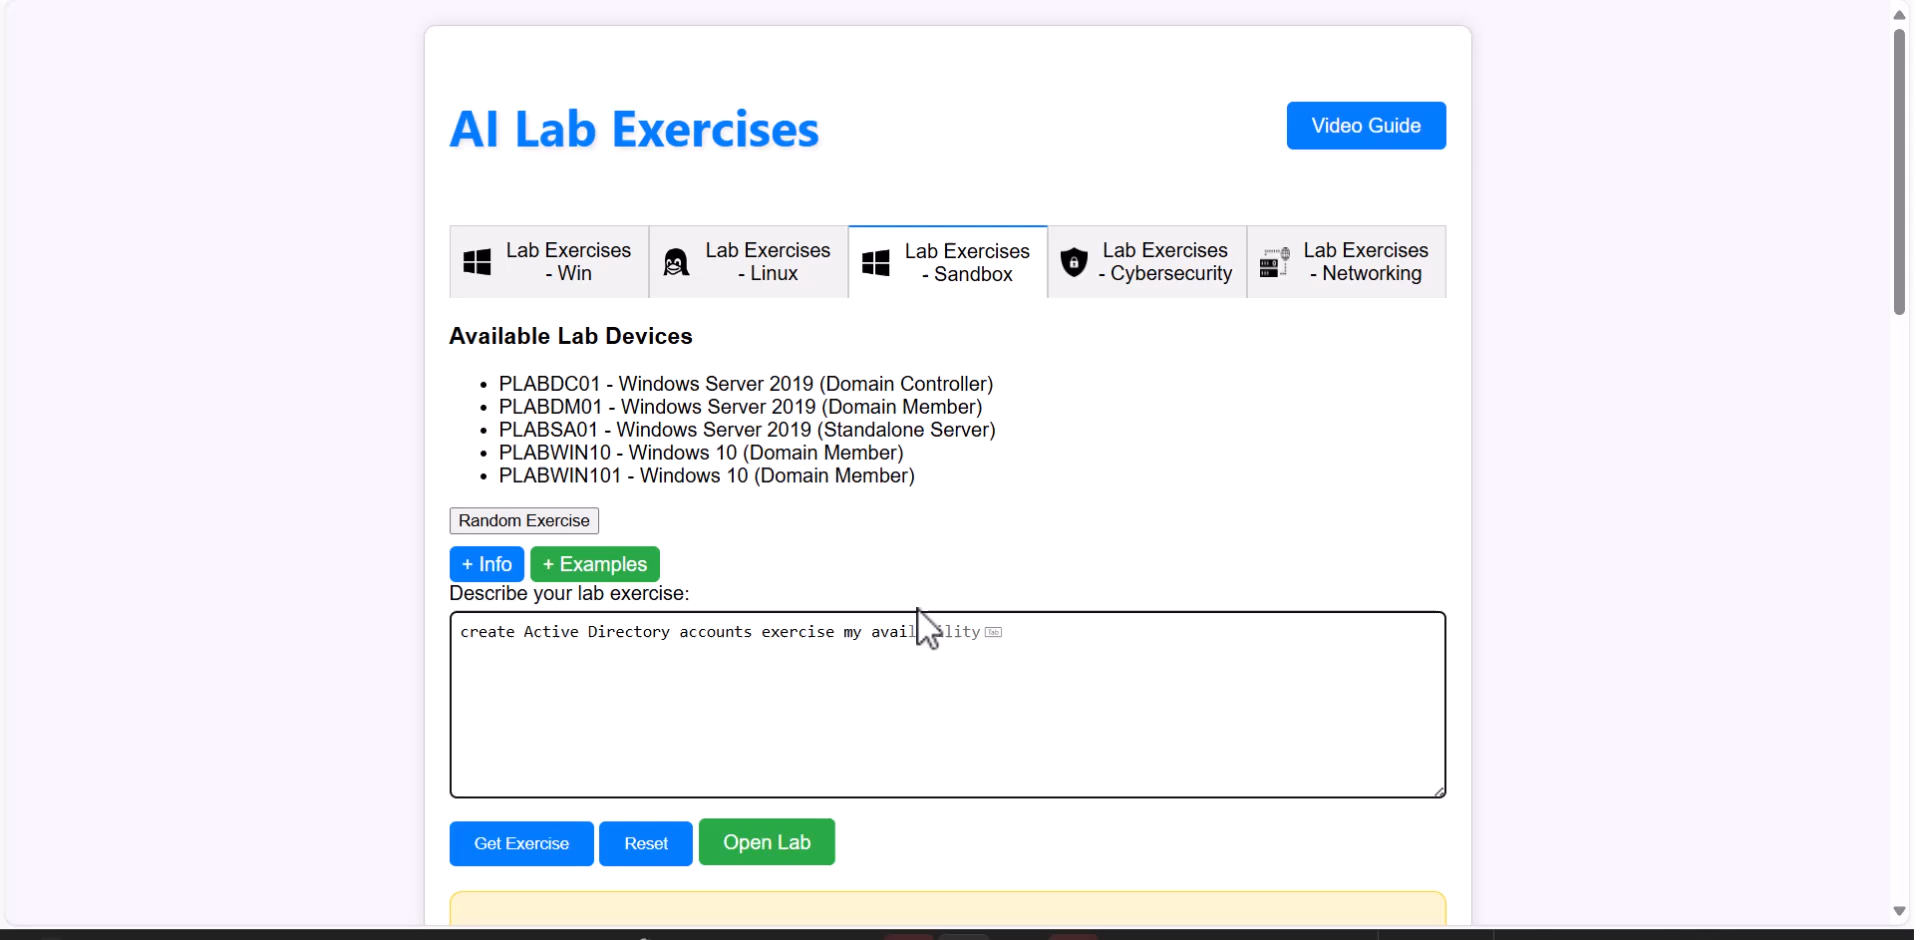 AI Lab Exercises
Video Guide
Lab Exercises
- Win
Lab Exercises
- Linux
Lab Exercises
- Sandbox
Lab Exercises
- Cybersecurity
Lab Exercises
- Networking
Available Lab Devices
• PLABDC01 - Windows Server 2019 (Domain Controller)
• PLABDM01 - Windows Server 2019 (Domain Member)
• PLABSA01 - Windows Server 2019 (Standalone Server)
• PLABWIN10 - Windows 10 (Domain Member)
• PLABWIN101 - Windows 10 (Domain Member)
Random Exercise
+ Info
+ Examples
Describe your lab exercise:
create Active Directory accounts exercise my availability Tab
Get Exercise
Reset
Open Lab